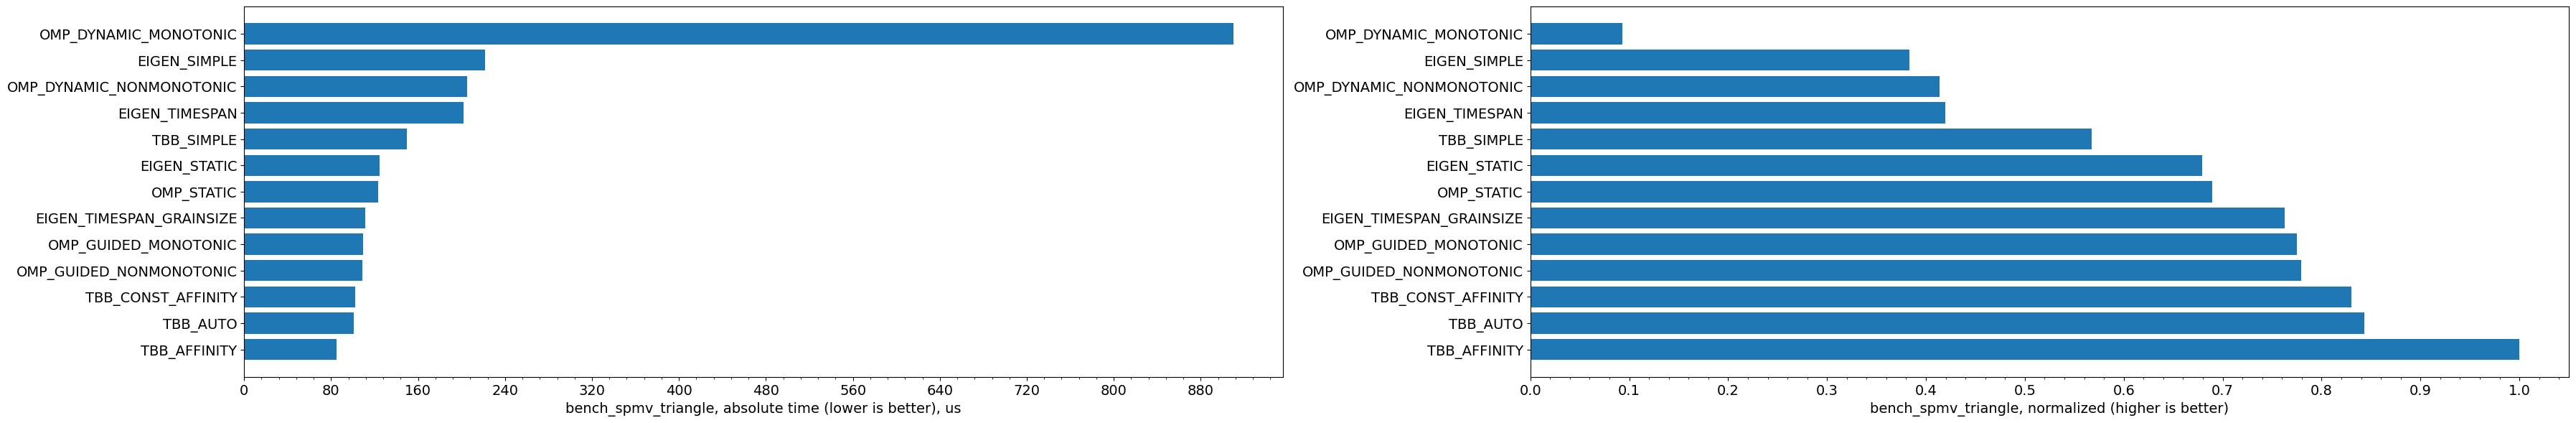 OMP_DYNAMIC_MONOTONIC
EIGEN_SIMPLE
OMP_DYNAMIC_NONMONOTONIC
EIGEN_TIMESPAN
TBB_SIMPLE
EIGEN_STATIC
OMP_STATIC
EIGEN_TIMESPAN_GRAINSIZE
OMP_GUIDED_MONOTONIC
OMP_GUIDED_NONMONOTONIC
TBB_CONST_AFFINITY
TBB_AUTO
TBB_AFFINITY
0 80 160 240 320 400 480 560 640 720 800 880
bench_spmv_triangle, absolute time (lower is better), us
OMP_DYNAMIC_MONOTONIC
EIGEN_SIMPLE
OMP_DYNAMIC_NONMONOTONIC
EIGEN_TIMESPAN
TBB_SIMPLE
EIGEN_STATIC
OMP_STATIC
EIGEN_TIMESPAN_GRAINSIZE
OMP_GUIDED_MONOTONIC
OMP_GUIDED_NONMONOTONIC
TBB_CONST_AFFINITY
TBB_AUTO
TBB_AFFINITY
0.0 0.1 0.2 0.3 0.4 0.5 0.6 0.7 0.8 0.9 1.0
bench_spmv_triangle, normalized (higher is better)